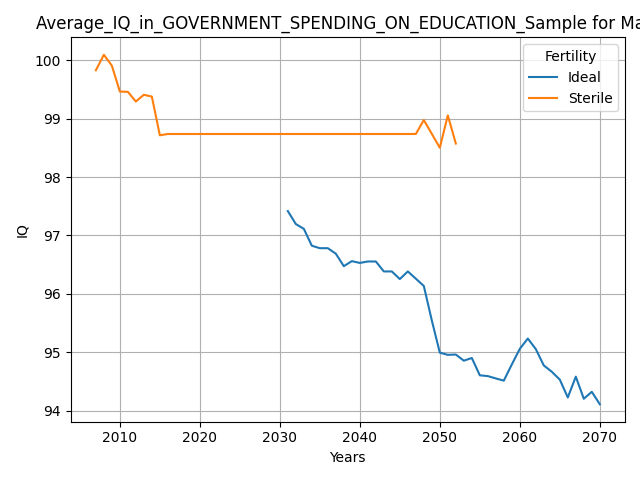 Average_IQ_in_GOVERNMENT_SPENDING_ON_EDUCATION_Sample for Ma
Fertility
Ideal
Sterile
IQ
100
99
98
97
96
95
94
2010 2020 2030 2040 2050 2060 2070
Years